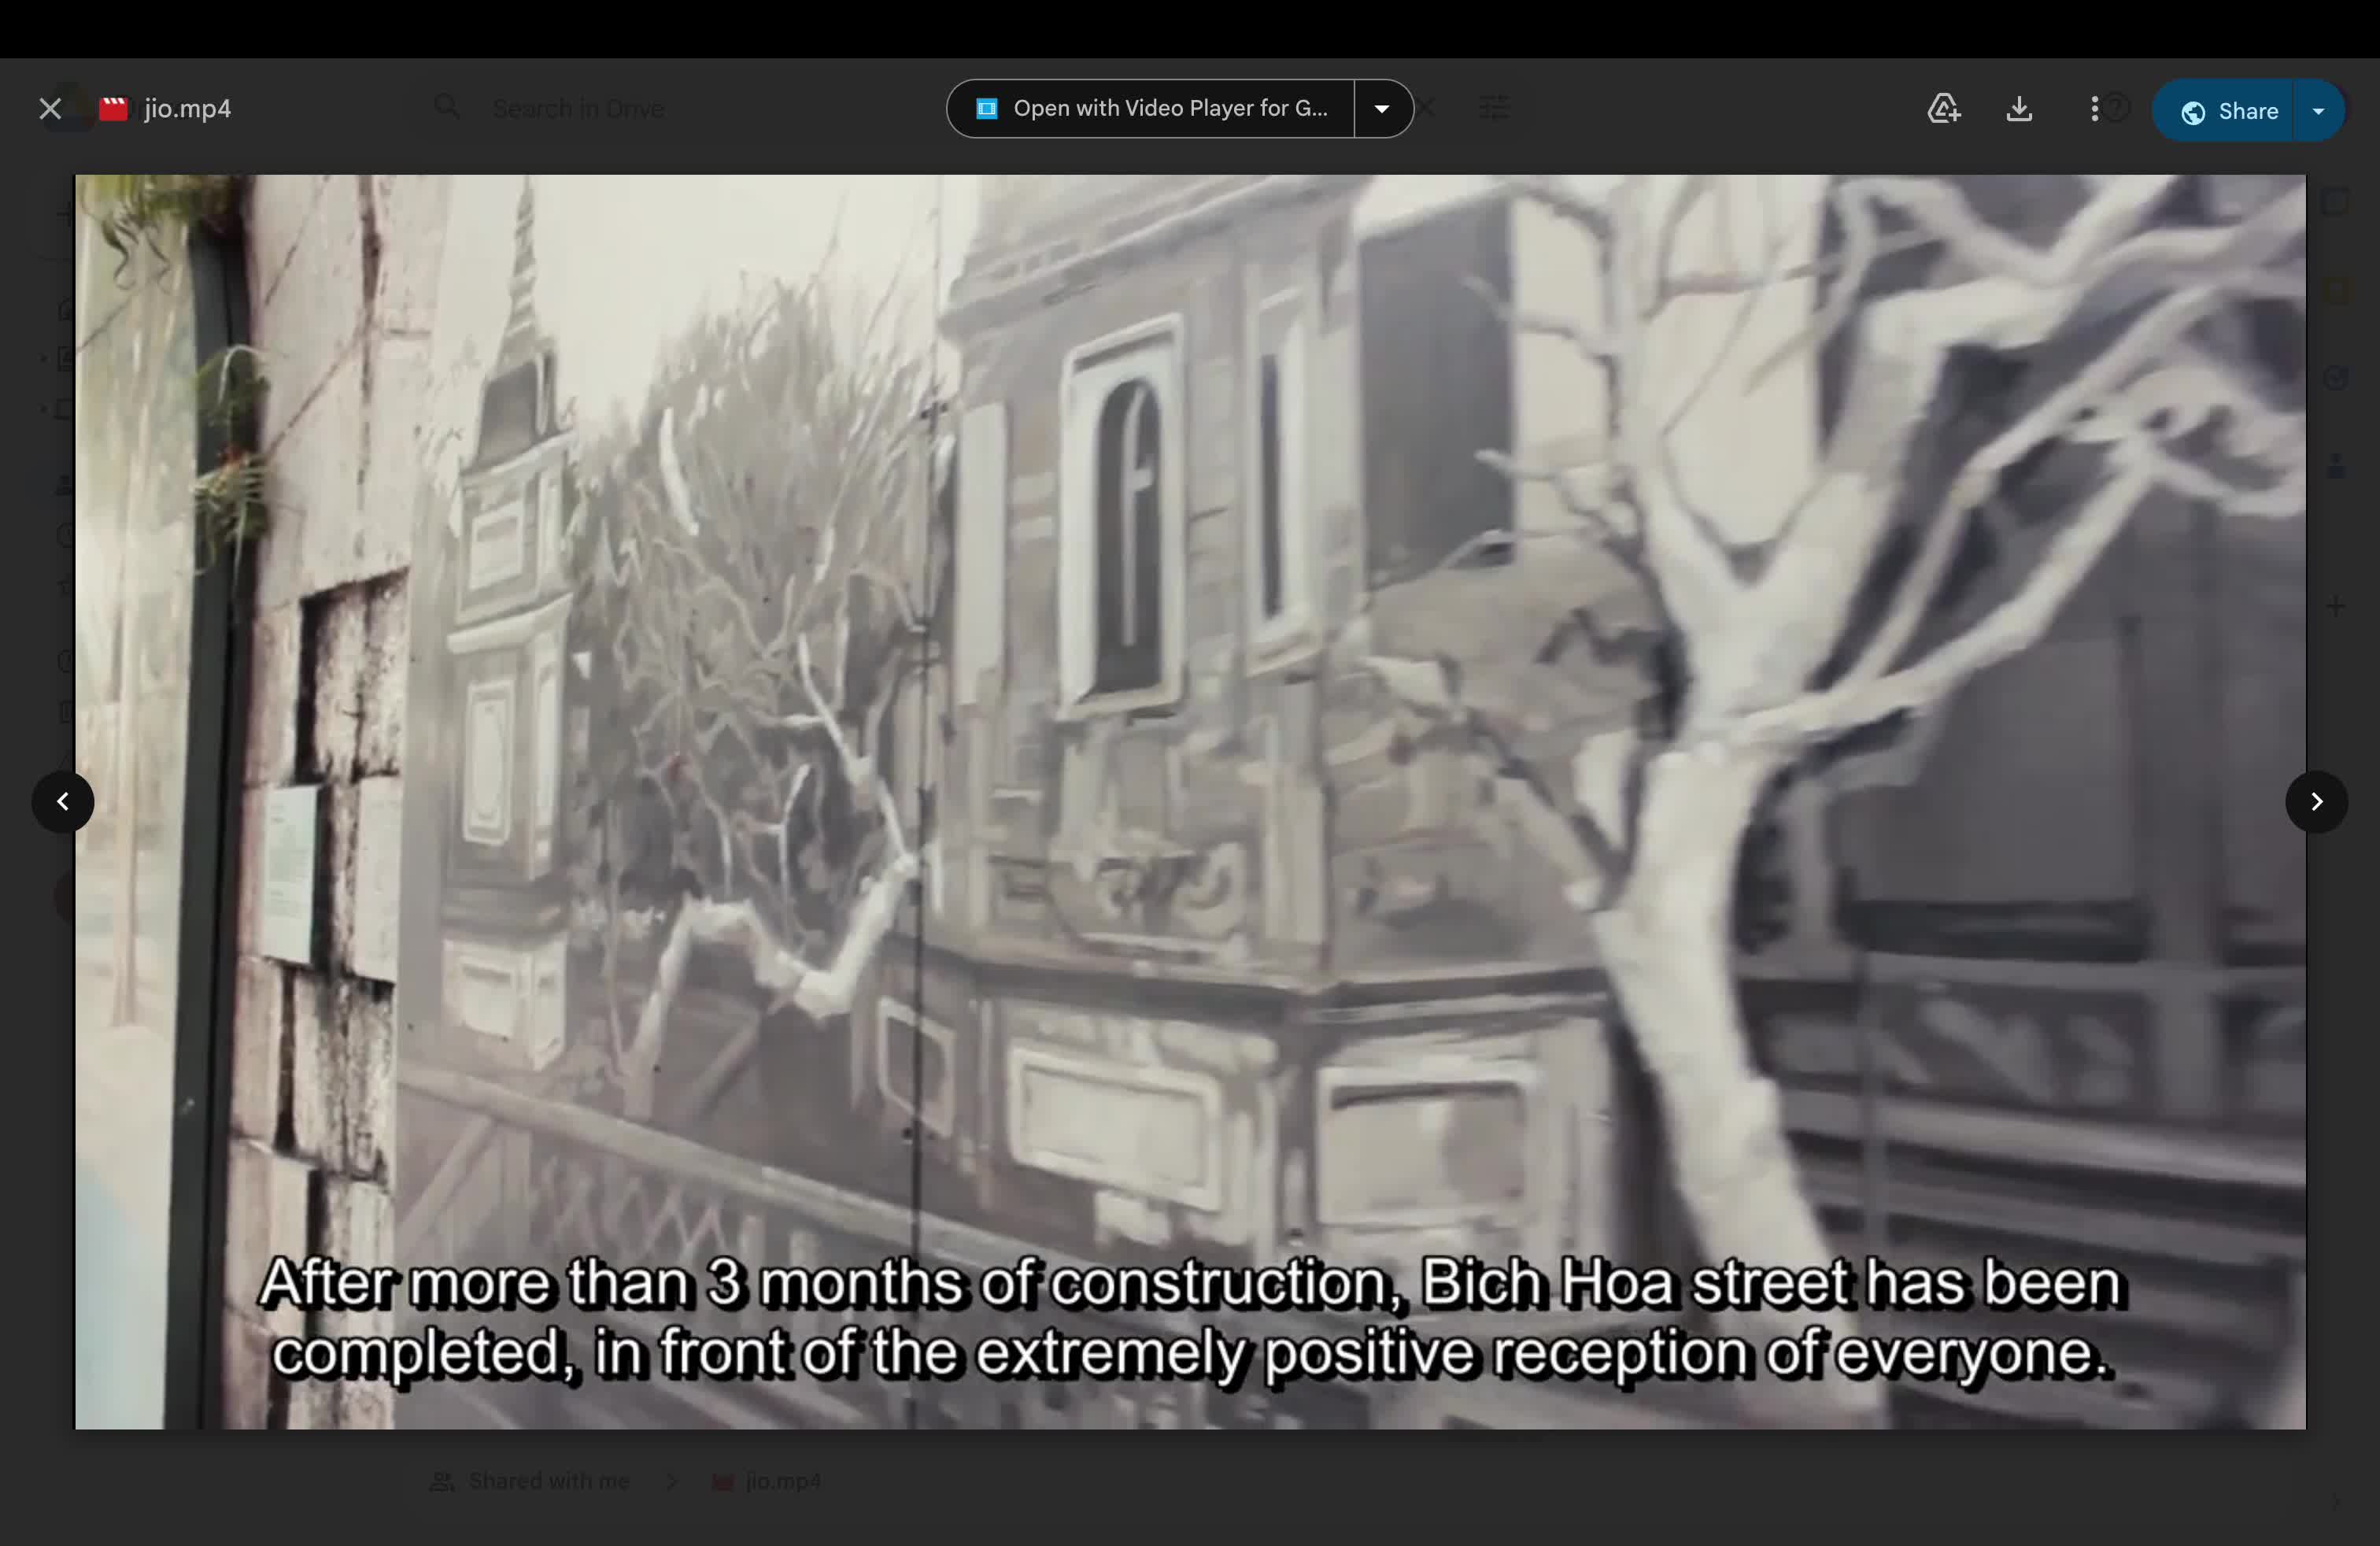 jio.mp4
Search in Drive
Open with Video Player for G...
Share
After more than 3 months of construction, Bich Hoa street has been
completed, in front of the extremely positive reception of everyone.
Shared with me
jio.mp4